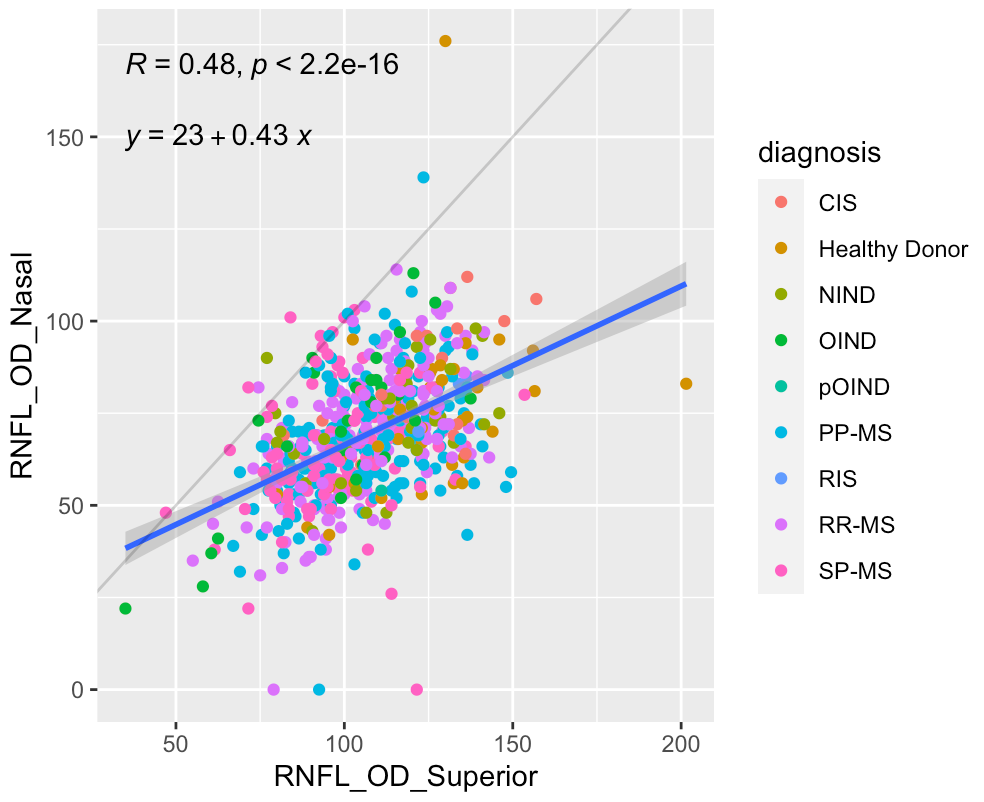 R = 0.48, p < 2.2e-16
y = 23 + 0.43 x
150
100
50
0
50
100
150
200
RNFL_OD_Superior
RNFL_OD_Nasal
diagnosis
CIS
Healthy Donor
NIND
OIND
pOIND
PP-MS
RIS
RR-MS
SP-MS